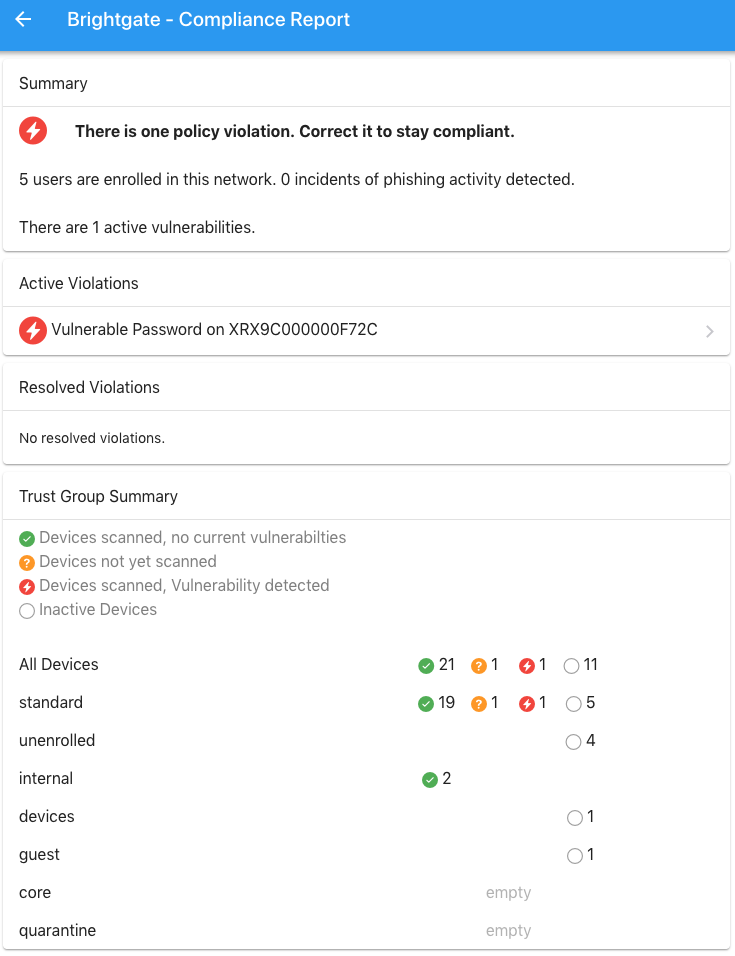 Brightgate - Compliance Report
Summary
There is one policy violation. Correct it to stay compliant.
5 users are enrolled in this network. 0 incidents of phishing activity detected.
There are 1 active vulnerabilities.
Active Violations
Vulnerable Password on XRX9C000000F72C
Resolved Violations
No resolved violations.
Trust Group Summary
Devices scanned, no current vulnerabilties
? Devices not yet scanned
Devices scanned, Vulnerability detected
Inactive Devices
All Devices 21 ? 1 1 11
standard 19 ? 1 1 5
unenrolled 4
internal 2
devices 1
guest 1
core empty
quarantine empty